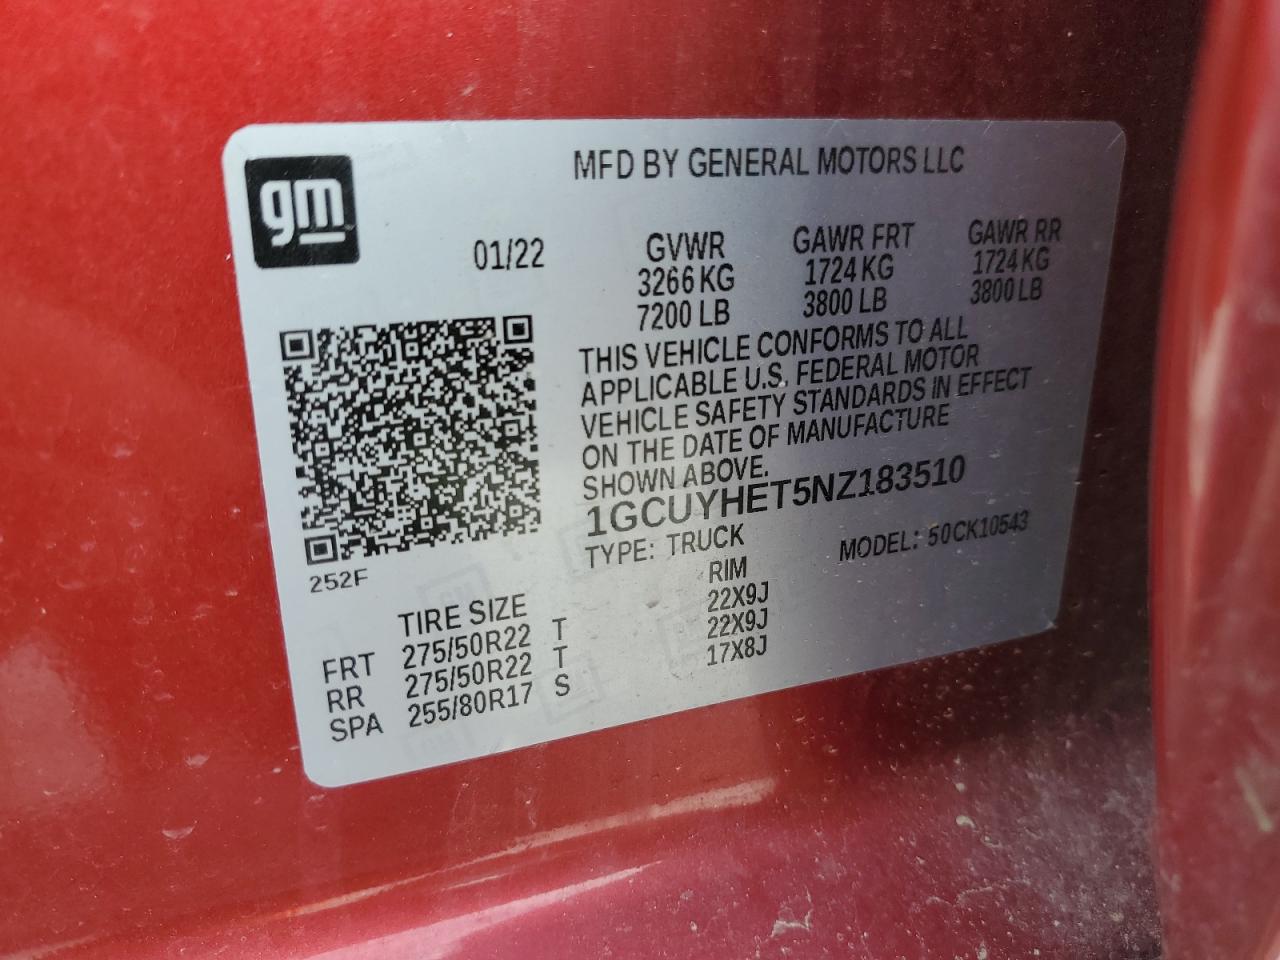 gm
MFD BY GENERAL MOTORS LLC
01/22
GVWR GAWR FRT GAWR RR
3266 KG 1724 KG 1724 KG
7200 LB 3800 LB 3800 LB
THIS VEHICLE CONFORMS TO ALL
APPLICABLE U.S. FEDERAL MOTOR
VEHICLE SAFETY STANDARDS IN EFFECT
ON THE DATE OF MANUFACTURE
SHOWN ABOVE.
1GCUYHET5NZ183510
TYPE: TRUCK MODEL: 50CK10543
252F
TIRE SIZE RIM
FRT 275/50R22 T 22X9J
RR 275/50R22 T 22X9J
SPA 255/80R17 S 17X8J